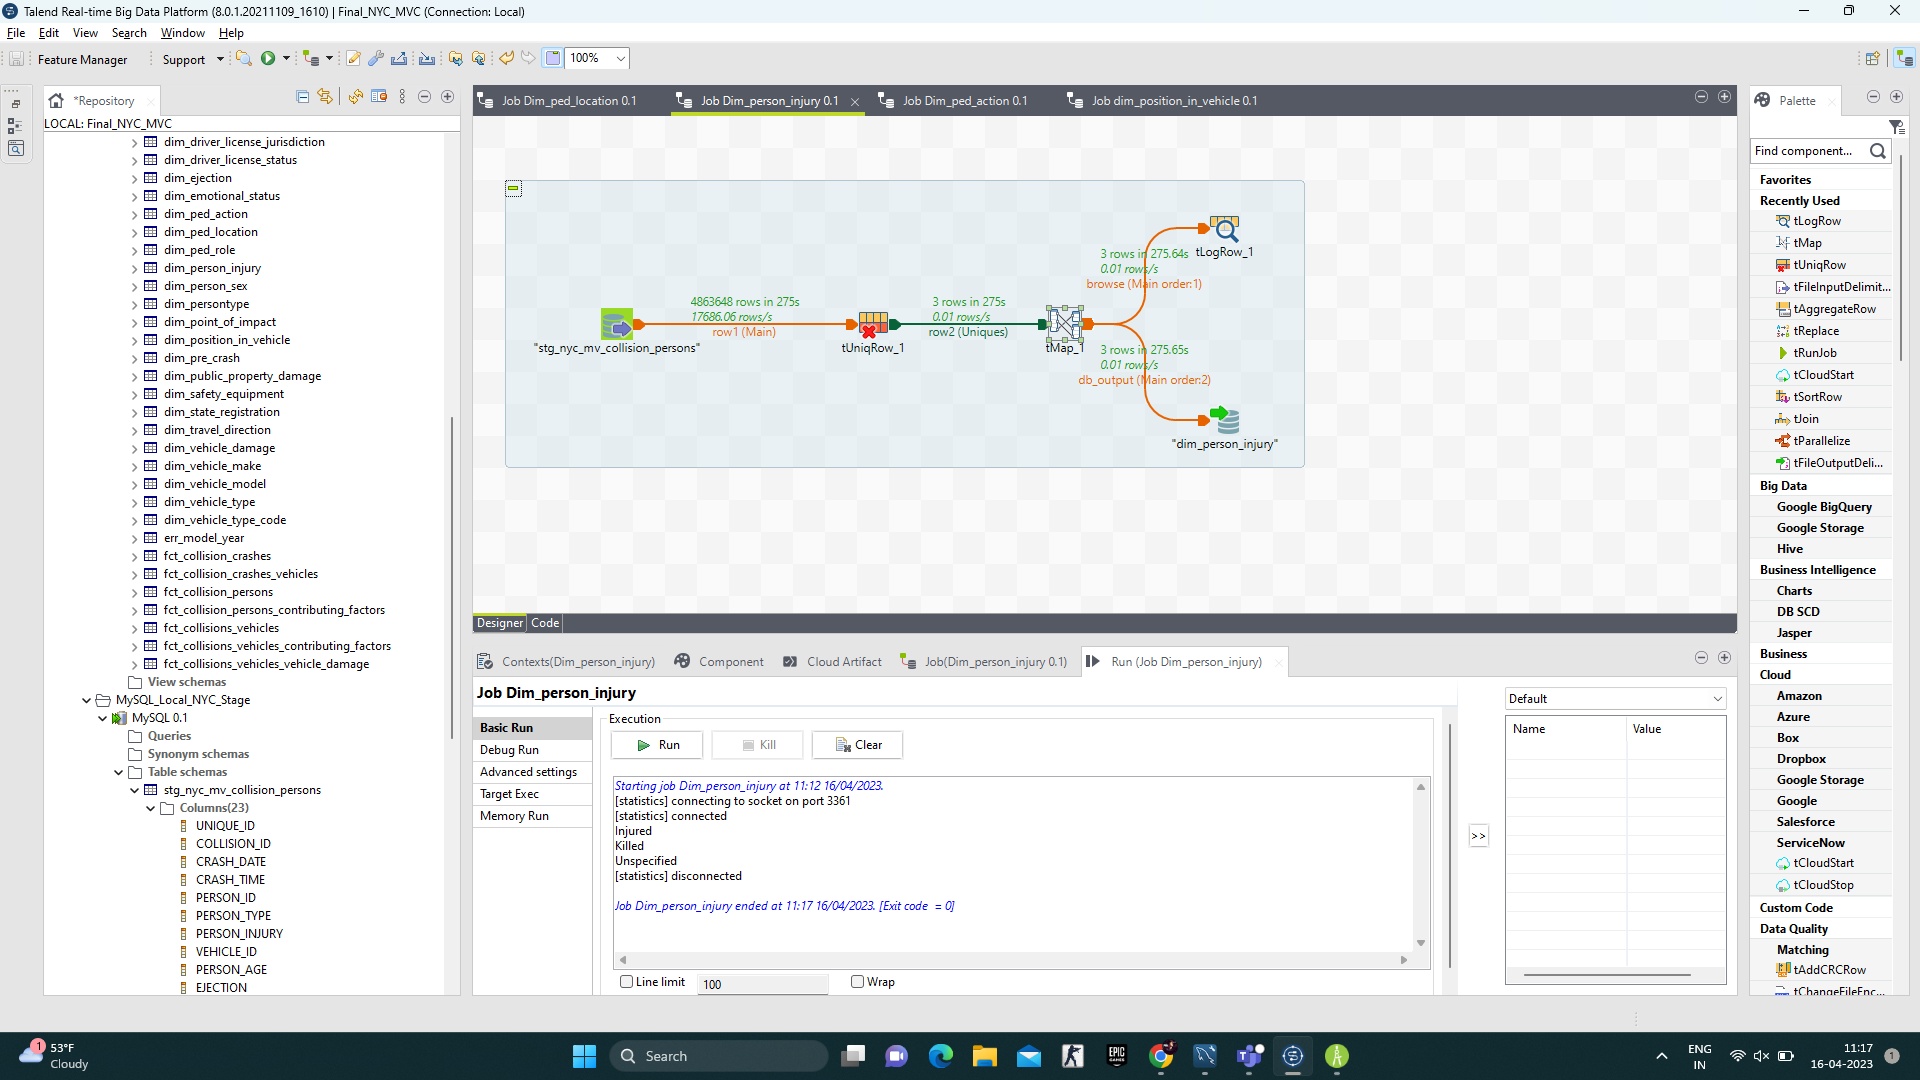 Talend Real-time Big Data Platform (8.0.1.20211109_1610) | Final_NYC_MVC (Connection: Local)
File Edit View Search Window Help
Feature Manager Support 100%
*Repository
LOCAL: Final_NYC_MVC
dim_driver_license_jurisdiction
dim_driver_license_status
dim_ejection
dim_emotional_status
dim_ped_action
dim_ped_location
dim_ped_role
dim_person_injury
dim_person_sex
dim_persontype
dim_point_of_impact
dim_position_in_vehicle
dim_pre_crash
dim_public_property_damage
dim_safety_equipment
dim_state_registration
dim_travel_direction
dim_vehicle_damage
dim_vehicle_make
dim_vehicle_model
dim_vehicle_type
dim_vehicle_type_code
err_model_year
fct_collision_crashes
fct_collision_crashes_vehicles
fct_collision_persons
fct_collision_persons_contributing_factors
fct_collisions_vehicles
fct_collisions_vehicles_contributing_factors
fct_collisions_vehicles_vehicle_damage
View schemas
MySQL_Local_NYC_Stage
MySQL 0.1
Queries
Synonym schemas
Table schemas
stg_nyc_mv_collision_persons
Columns(23)
UNIQUE_ID
COLLISION_ID
CRASH_DATE
CRASH_TIME
PERSON_ID
PERSON_TYPE
PERSON_INJURY
VEHICLE_ID
PERSON_AGE
EJECTION
Job Dim_ped_location 0.1 Job Dim_person_injury 0.1 Job Dim_ped_action 0.1 Job dim_position_in_vehicle 0.1
3 rows in 275.64s
0.01 rows/s
browse (Main order:1)
tLogRow_1
4863648 rows in 275s
17686.06 rows/s
row1 (Main)
3 rows in 275s
0.01 rows/s
row2 (Uniques)
"stg_nyc_mv_collision_persons"
tUniqRow_1
tMap_1
3 rows in 275.65s
0.01 rows/s
db_output (Main order:2)
"dim_person_injury"
Designer Code
Contexts(Dim_person_injury) Component Cloud Artifact Job(Dim_person_injury 0.1) Run (Job Dim_person_injury)
Job Dim_person_injury
Basic Run
Debug Run
Advanced settings
Target Exec
Memory Run
Execution
Run Kill Clear
Starting job Dim_person_injury at 11:12 16/04/2023.
[statistics] connecting to socket on port 3361
[statistics] connected
Injured
Killed
Unspecified
[statistics] disconnected
Job Dim_person_injury ended at 11:17 16/04/2023. [Exit code = 0]
Line limit 100 Wrap
>>
Default
Name Value
Palette
Find component...
Favorites
Recently Used
tLogRow
tMap
tUniqRow
tFileInputDelimit...
tAggregateRow
tReplace
tRunJob
tCloudStart
tSortRow
tJoin
tParallelize
tFileOutputDeli...
Big Data
Google BigQuery
Google Storage
Hive
Business Intelligence
Charts
DB SCD
Jasper
Business
Cloud
Amazon
Azure
Box
Dropbox
Google Storage
Google
Salesforce
ServiceNow
tCloudStart
tCloudStop
Custom Code
Data Quality
Matching
tAddCRCRow
tChangeFileEnc...
1
53°F
Cloudy
Search
EPIC
GAMES
ENG
IN
11:17
16-04-2023
1